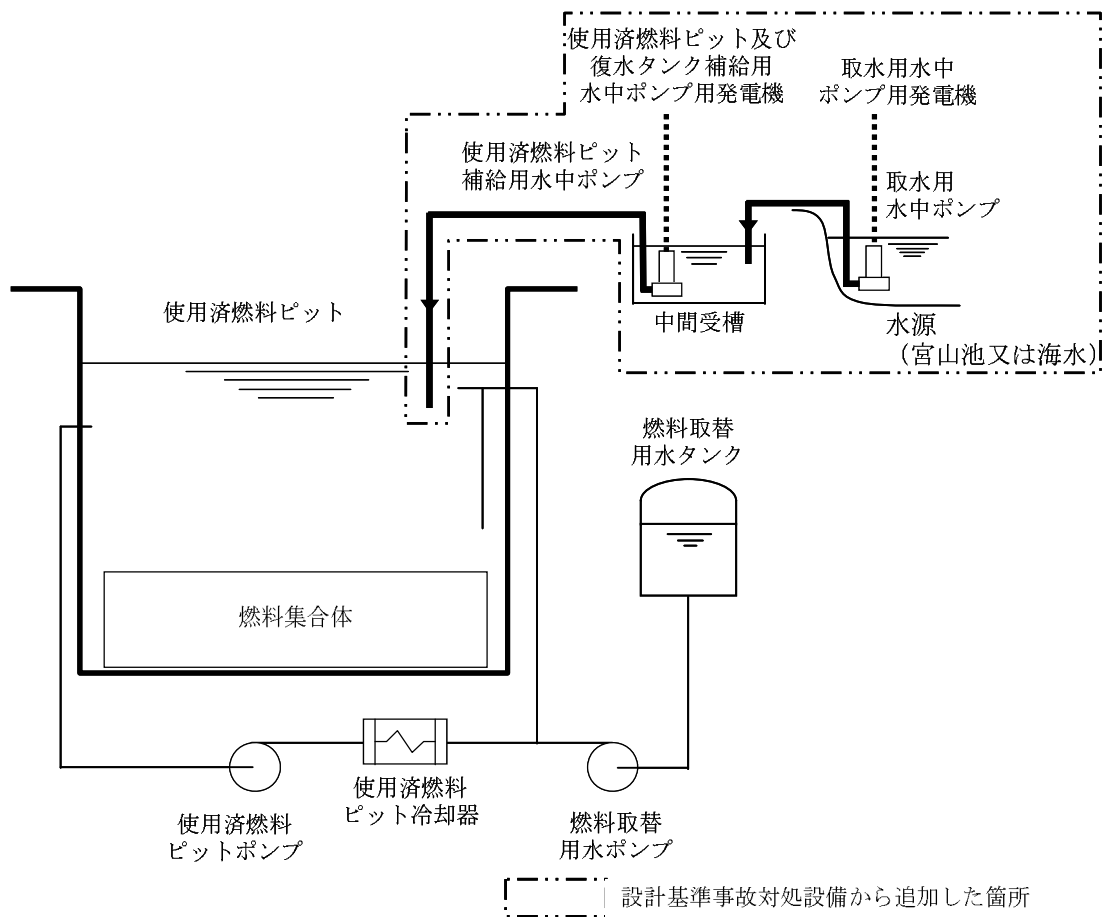 使用済燃料ピット及び
復水タンク補給用
水中ポンプ用発電機
取水用水中
ポンプ用発電機
使用済燃料ピット
補給用水中ポンプ
取水用
水中ポンプ
使用済燃料ピット
中間受槽
水源
（宮山池又は海水）
燃料取替
用水タンク
燃料集合体
使用済燃料
ピット冷却器
使用済燃料
ピットポンプ
燃料取替
用水ポンプ
設計基準事故対処設備から追加した箇所